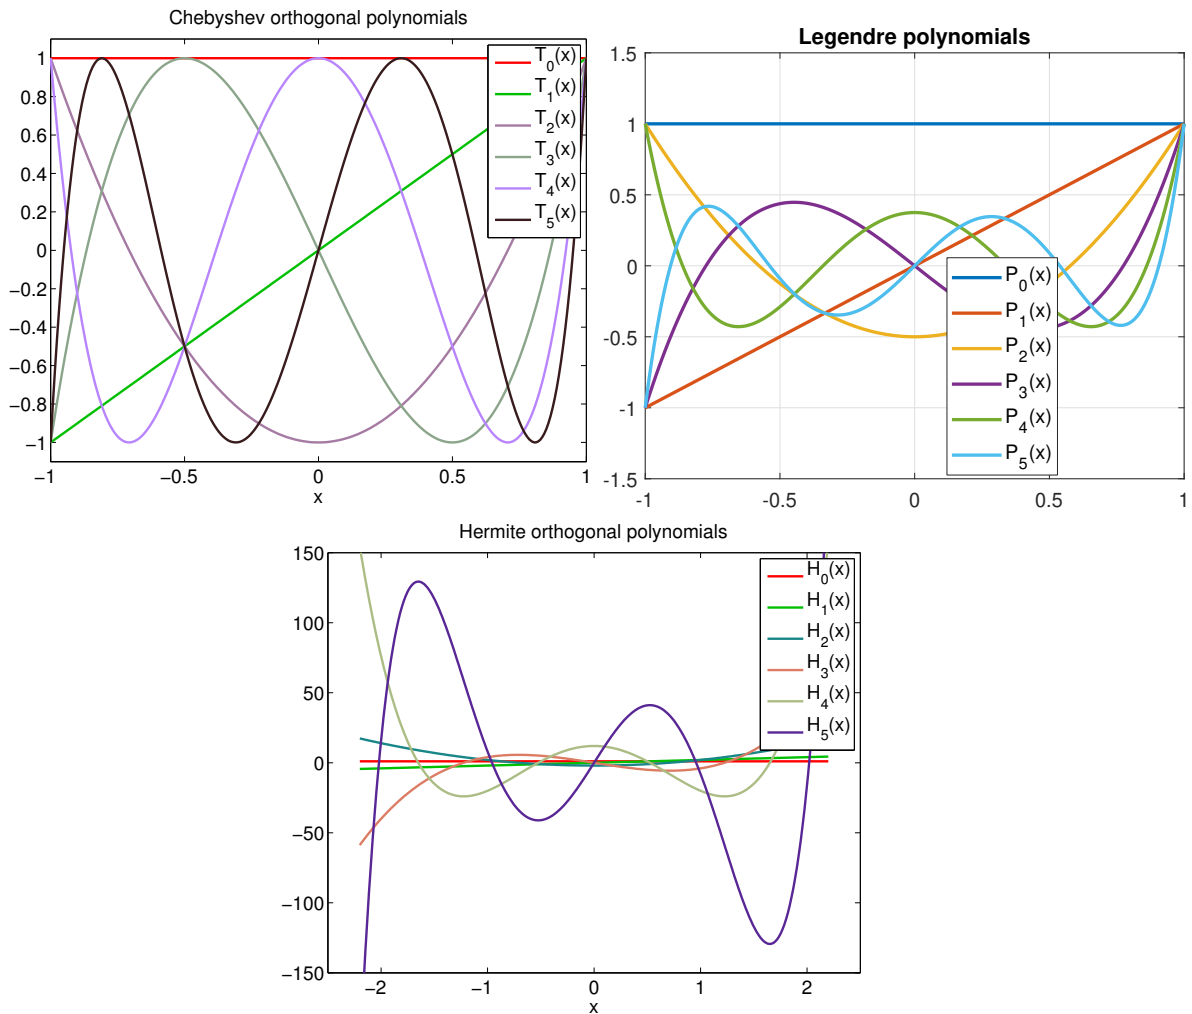 Chebyshev orthogonal polynomials
1
0.8
0.6
0.4
0.2
0
−0.2
−0.4
−0.6
−0.8
−1
−1
−0.5
0
0.5
1
x
T0(x)
T1(x)
T2(x)
T3(x)
T4(x)
T5(x)
Legendre polynomials
1.5
1
0.5
0
-0.5
-1
-1.5
-1
-0.5
0
0.5
1
P0(x)
P1(x)
P2(x)
P3(x)
P4(x)
P5(x)
Hermite orthogonal polynomials
150
100
50
0
−50
−100
−150
−2
−1
0
1
2
x
H0(x)
H1(x)
H2(x)
H3(x)
H4(x)
H5(x)